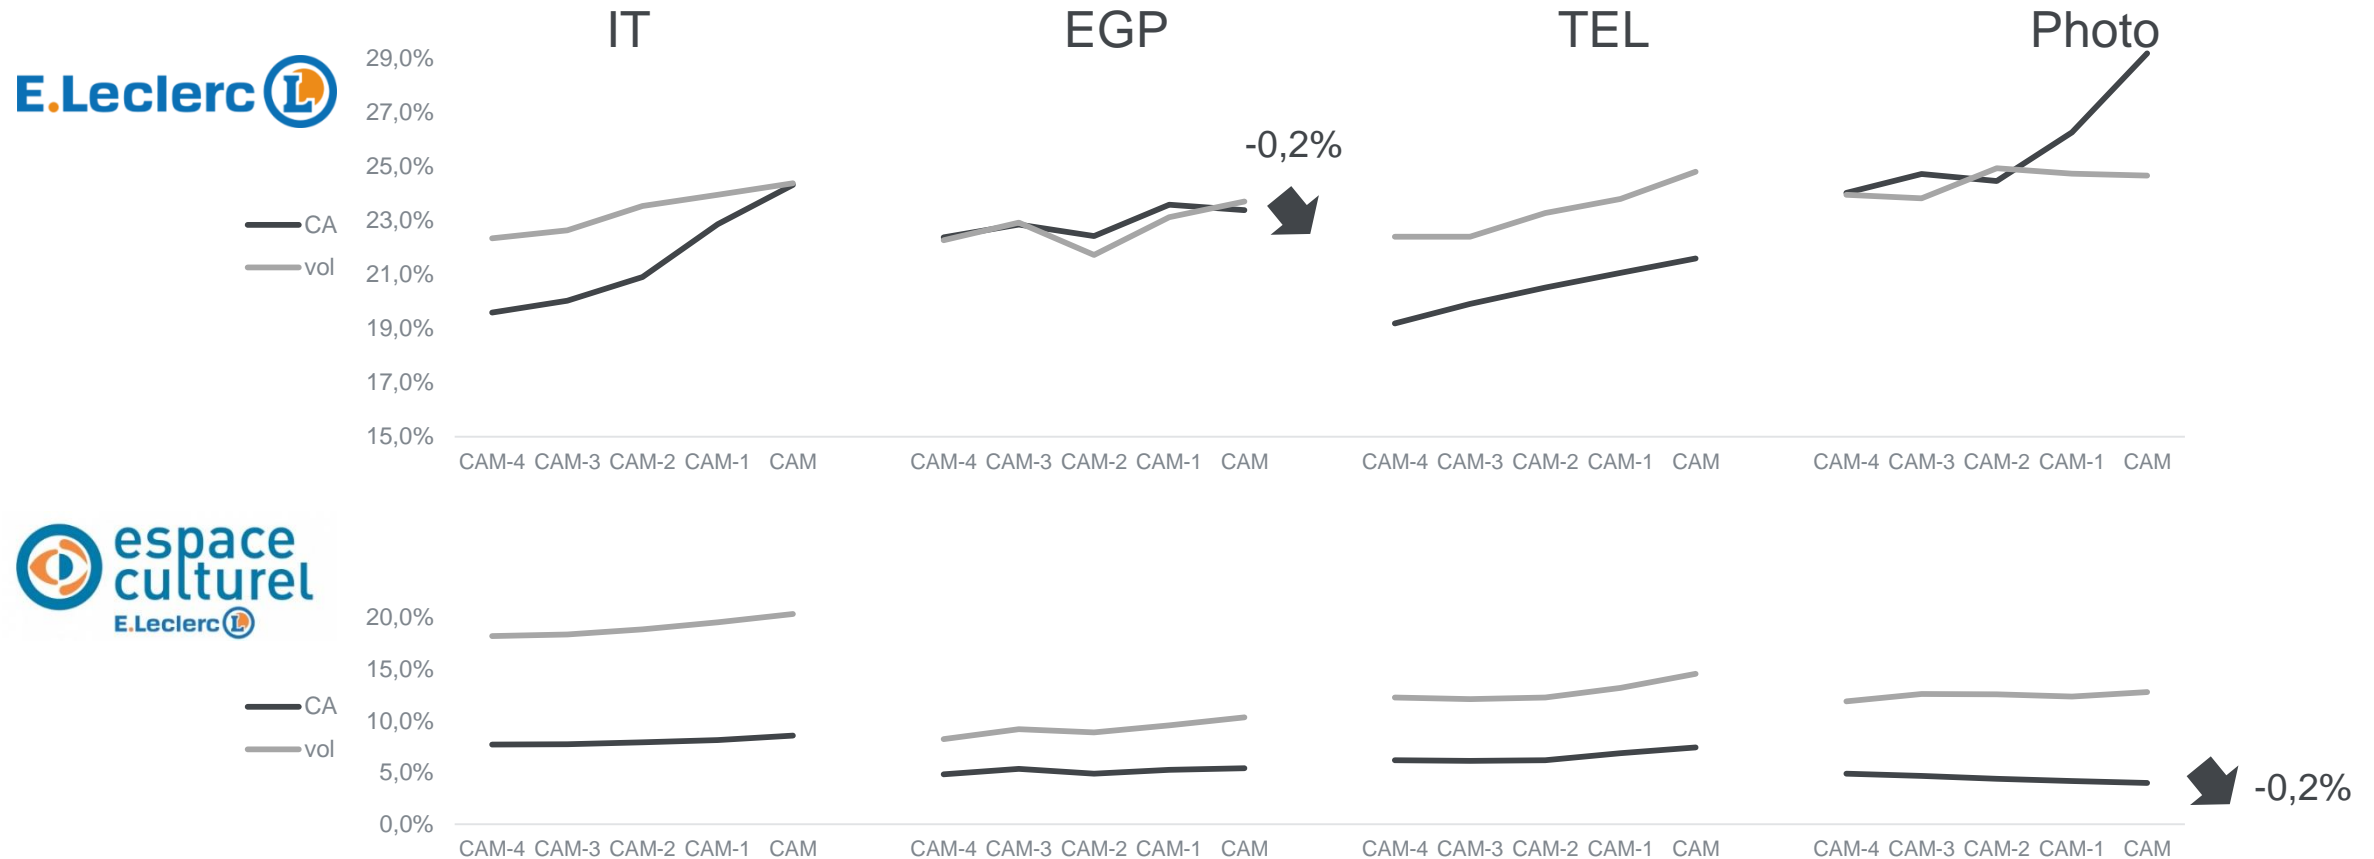 IT EGP TEL Photo
E.Leclerc L
29,0%
27,0%
25,0%
23,0%
21,0%
19,0%
17,0%
15,0%
CA
vol
-0,2%
CAM-4 CAM-3 CAM-2 CAM-1 CAM CAM-4 CAM-3 CAM-2 CAM-1 CAM CAM-4 CAM-3 CAM-2 CAM-1 CAM CAM-4 CAM-3 CAM-2 CAM-1 CAM
espace
culturel
E.Leclerc L
20,0%
15,0%
10,0%
5,0%
0,0%
CA
vol
-0,2%
CAM-4 CAM-3 CAM-2 CAM-1 CAM CAM-4 CAM-3 CAM-2 CAM-1 CAM CAM-4 CAM-3 CAM-2 CAM-1 CAM CAM-4 CAM-3 CAM-2 CAM-1 CAM